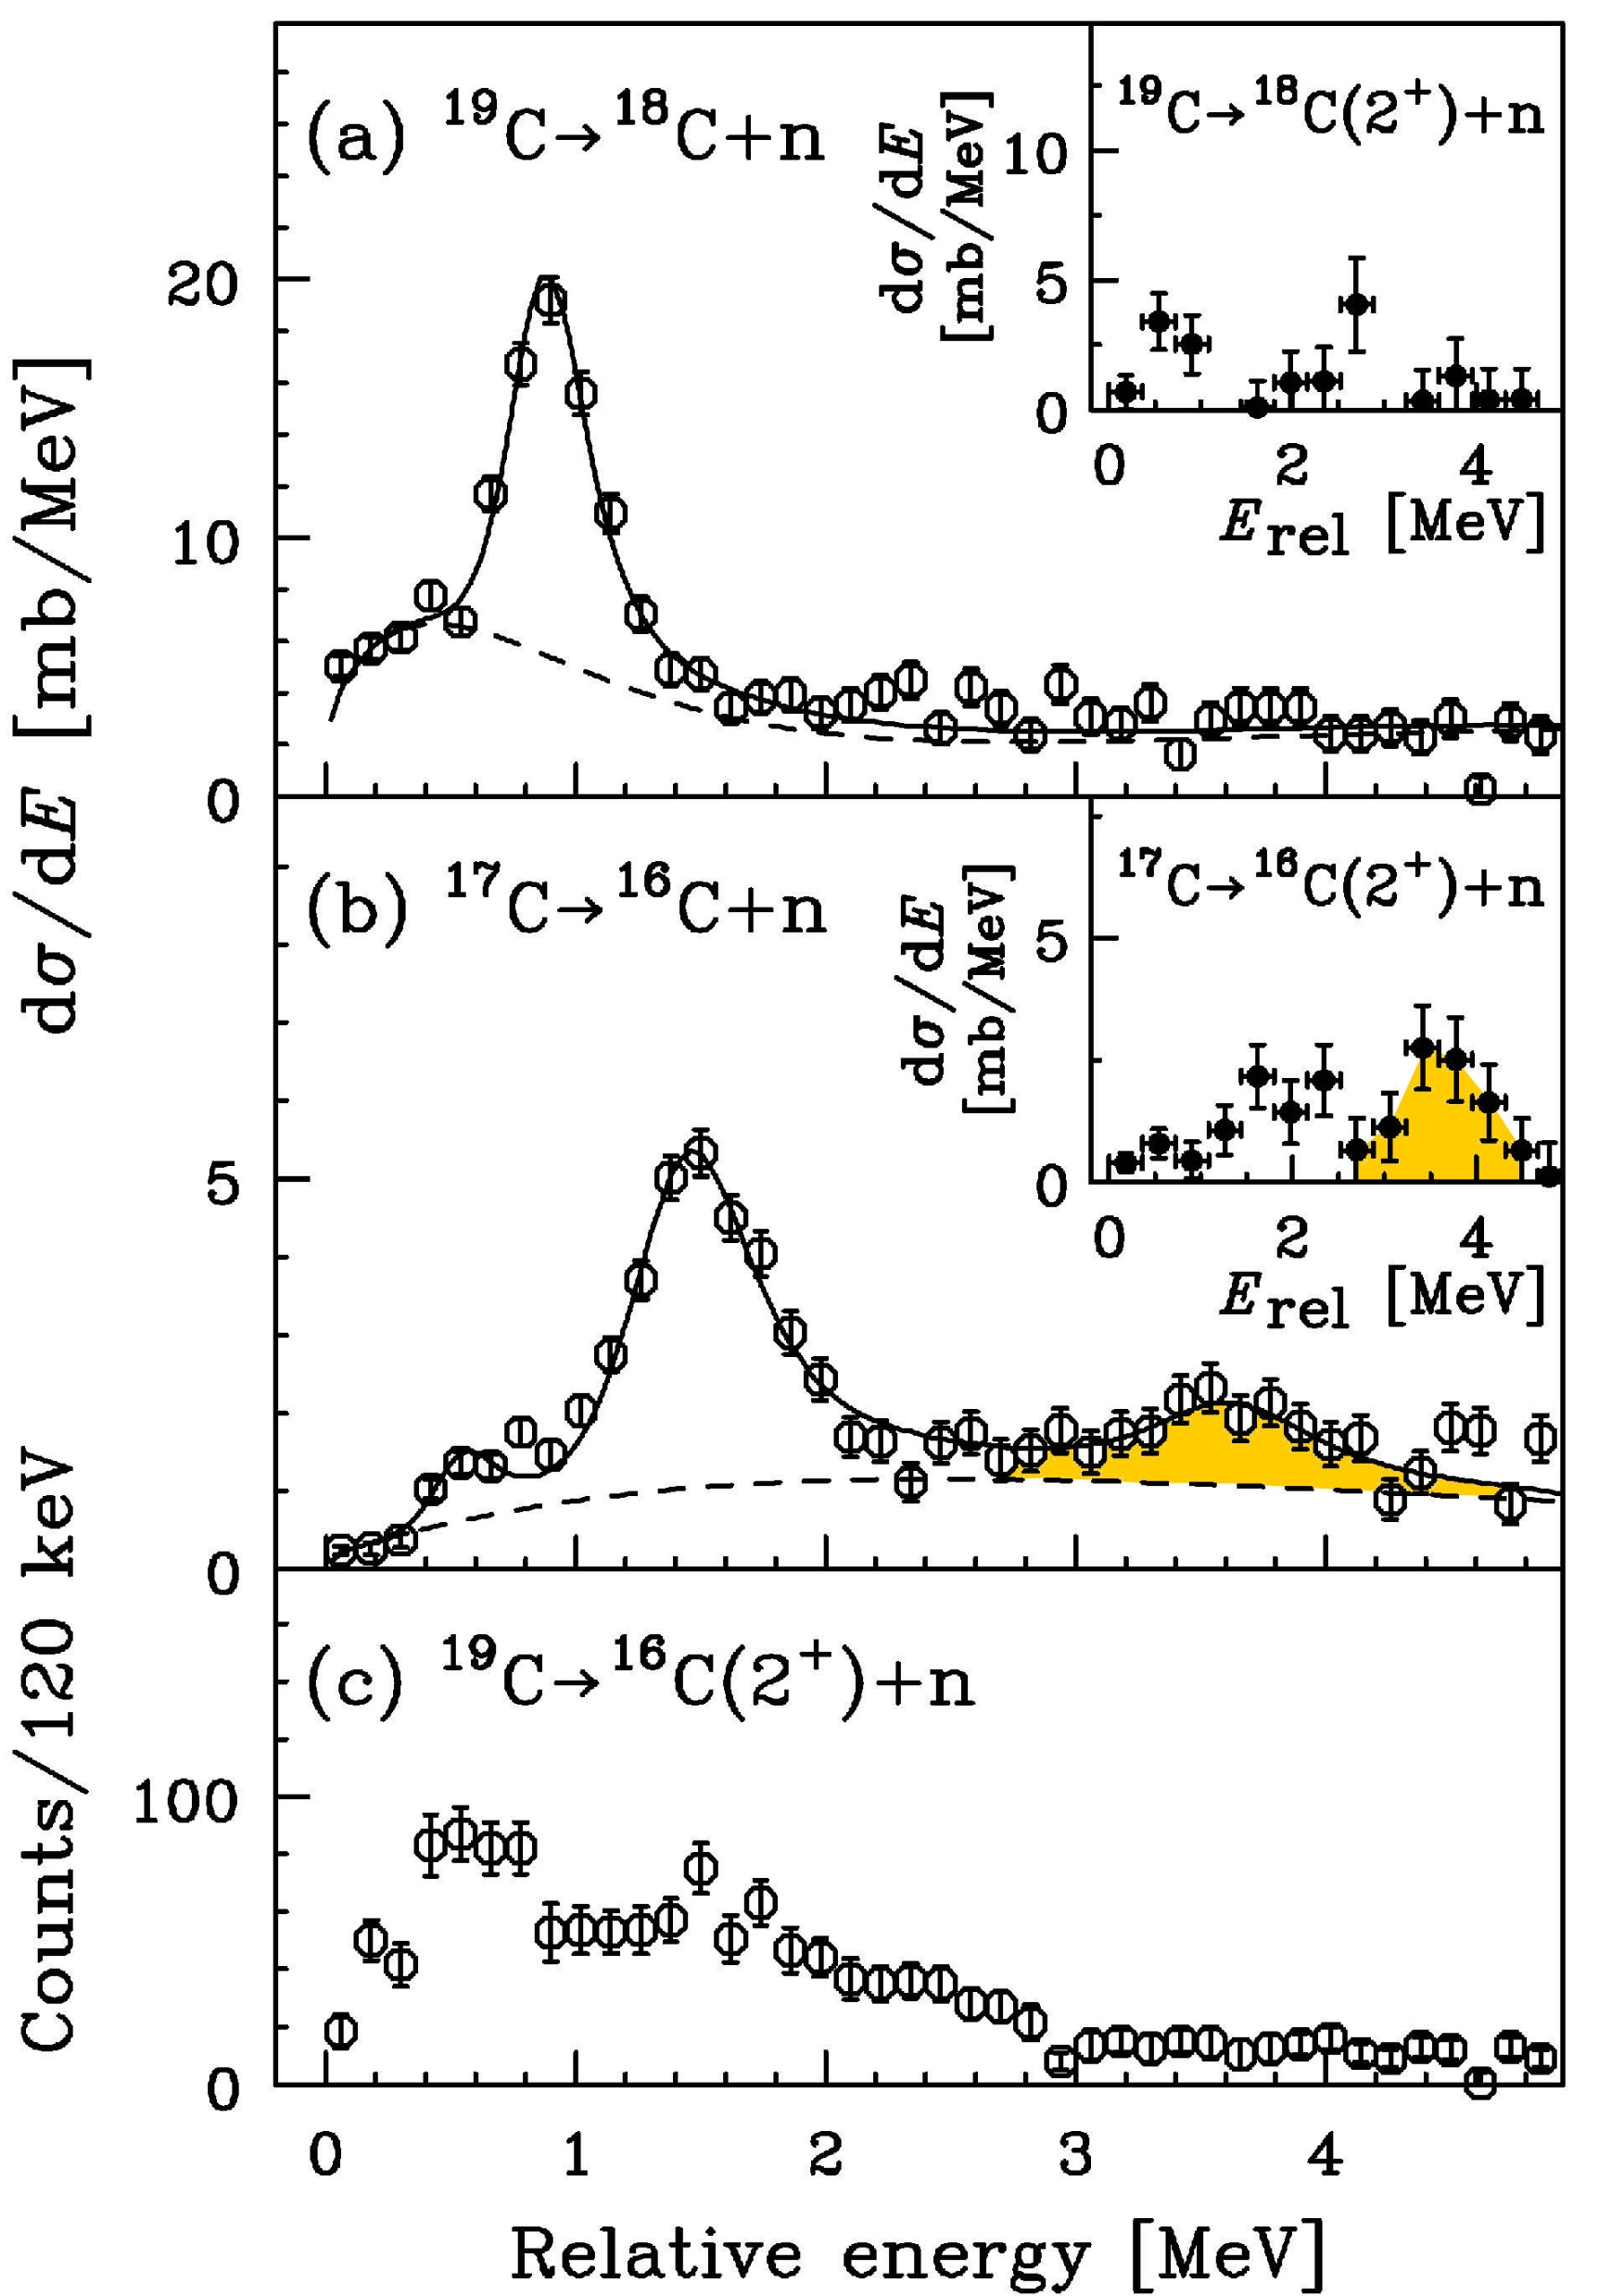 (a) ¹⁹C→¹⁸C+n
¹⁹C→¹⁸C(2⁺)+n
dσ/dE
[mb/MeV]
10
5
0
0 2 4
E_rel [MeV]
20
10
0
dσ/dE [mb/MeV]
(b) ¹⁷C→¹⁶C+n
¹⁷C→¹⁶C(2⁺)+n
dσ/dE
[mb/MeV]
5
0
0 2 4
E_rel [MeV]
5
0
(c) ¹⁹C→¹⁶C(2⁺)+n
Counts/120 keV
100
0
0 1 2 3 4
Relative energy [MeV]